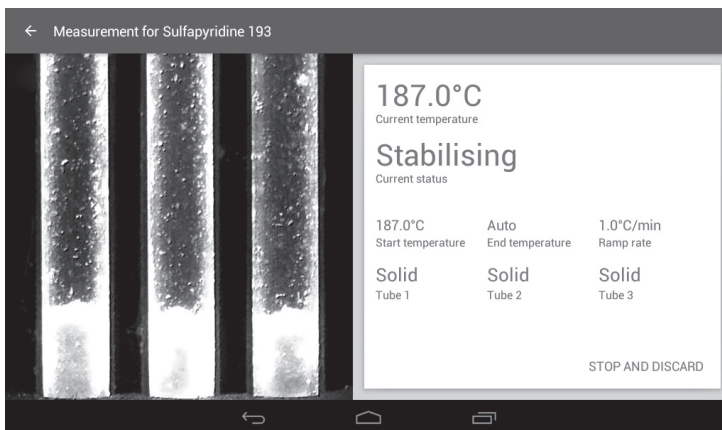 Measurement for Sulfapyridine 193
187.0°C
Current temperature
Stabilising
Current status
187.0°C Auto 1.0°C/min
Start temperature End temperature Ramp rate
Solid Solid Solid
Tube 1 Tube 2 Tube 3
STOP AND DISCARD